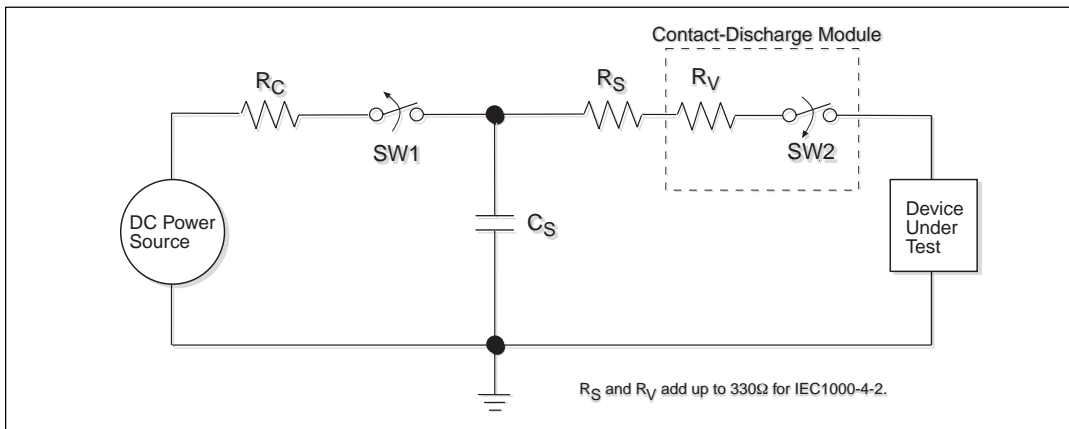 Contact-Discharge Module
RC
RS
RV
SW1
SW2
DC Power
Source
CS
Device
Under
Test
RS and RV add up to 330Ω for IEC1000-4-2.